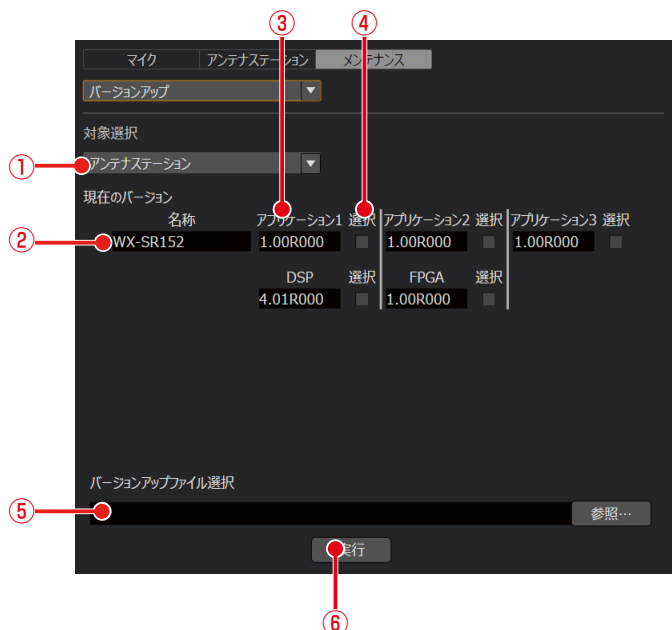 ③ ④
マイク アンテナステーション メンテナンス
バージョンアップ
対象選択
① アンテナステーション
現在のバージョン
名称 アプリケーション1 選択 アプリケーション2 選択 アプリケーション3 選択
② WX-SR152 1.00R000 1.00R000 1.00R000
DSP 選択 FPGA 選択
4.01R000 1.00R000
バージョンアップファイル選択
⑤ 参照…
実行
⑥